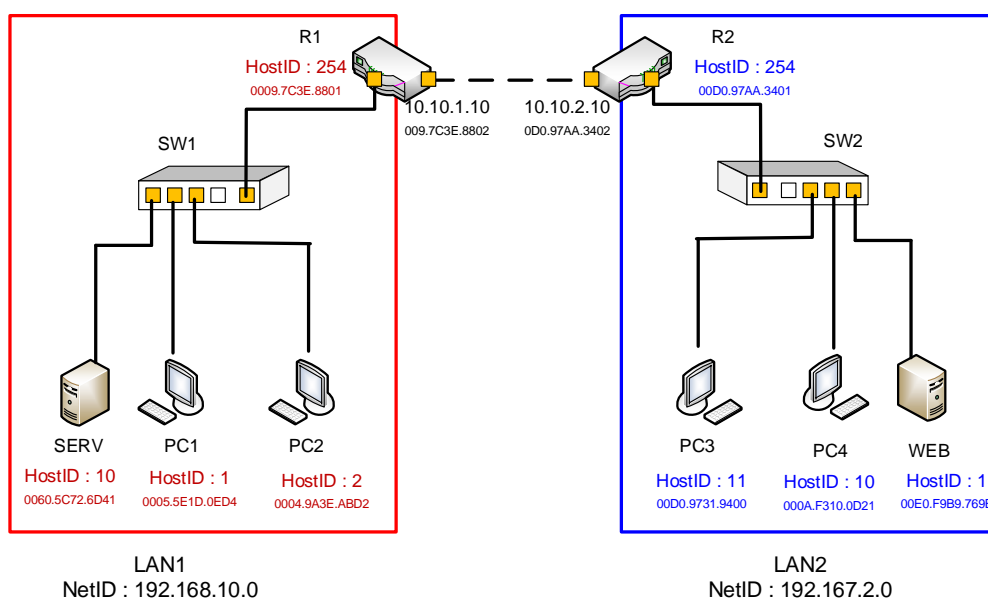 R1
HostID : 254
0009.7C3E.8801
10.10.1.10
009.7C3E.8802
10.10.2.10
0D0.97AA.3402
R2
HostID : 254
00D0.97AA.3401
SW1
SW2
SERV
HostID : 10
0060.5C72.6D41
PC1
HostID : 1
0005.5E1D.0ED4
PC2
HostID : 2
0004.9A3E.ABD2
PC3
HostID : 11
00D0.9731.9400
PC4
HostID : 10
000A.F310.0D21
WEB
HostID : 1
LAN1
NetID : 192.168.10.0
LAN2
NetID : 192.167.2.0